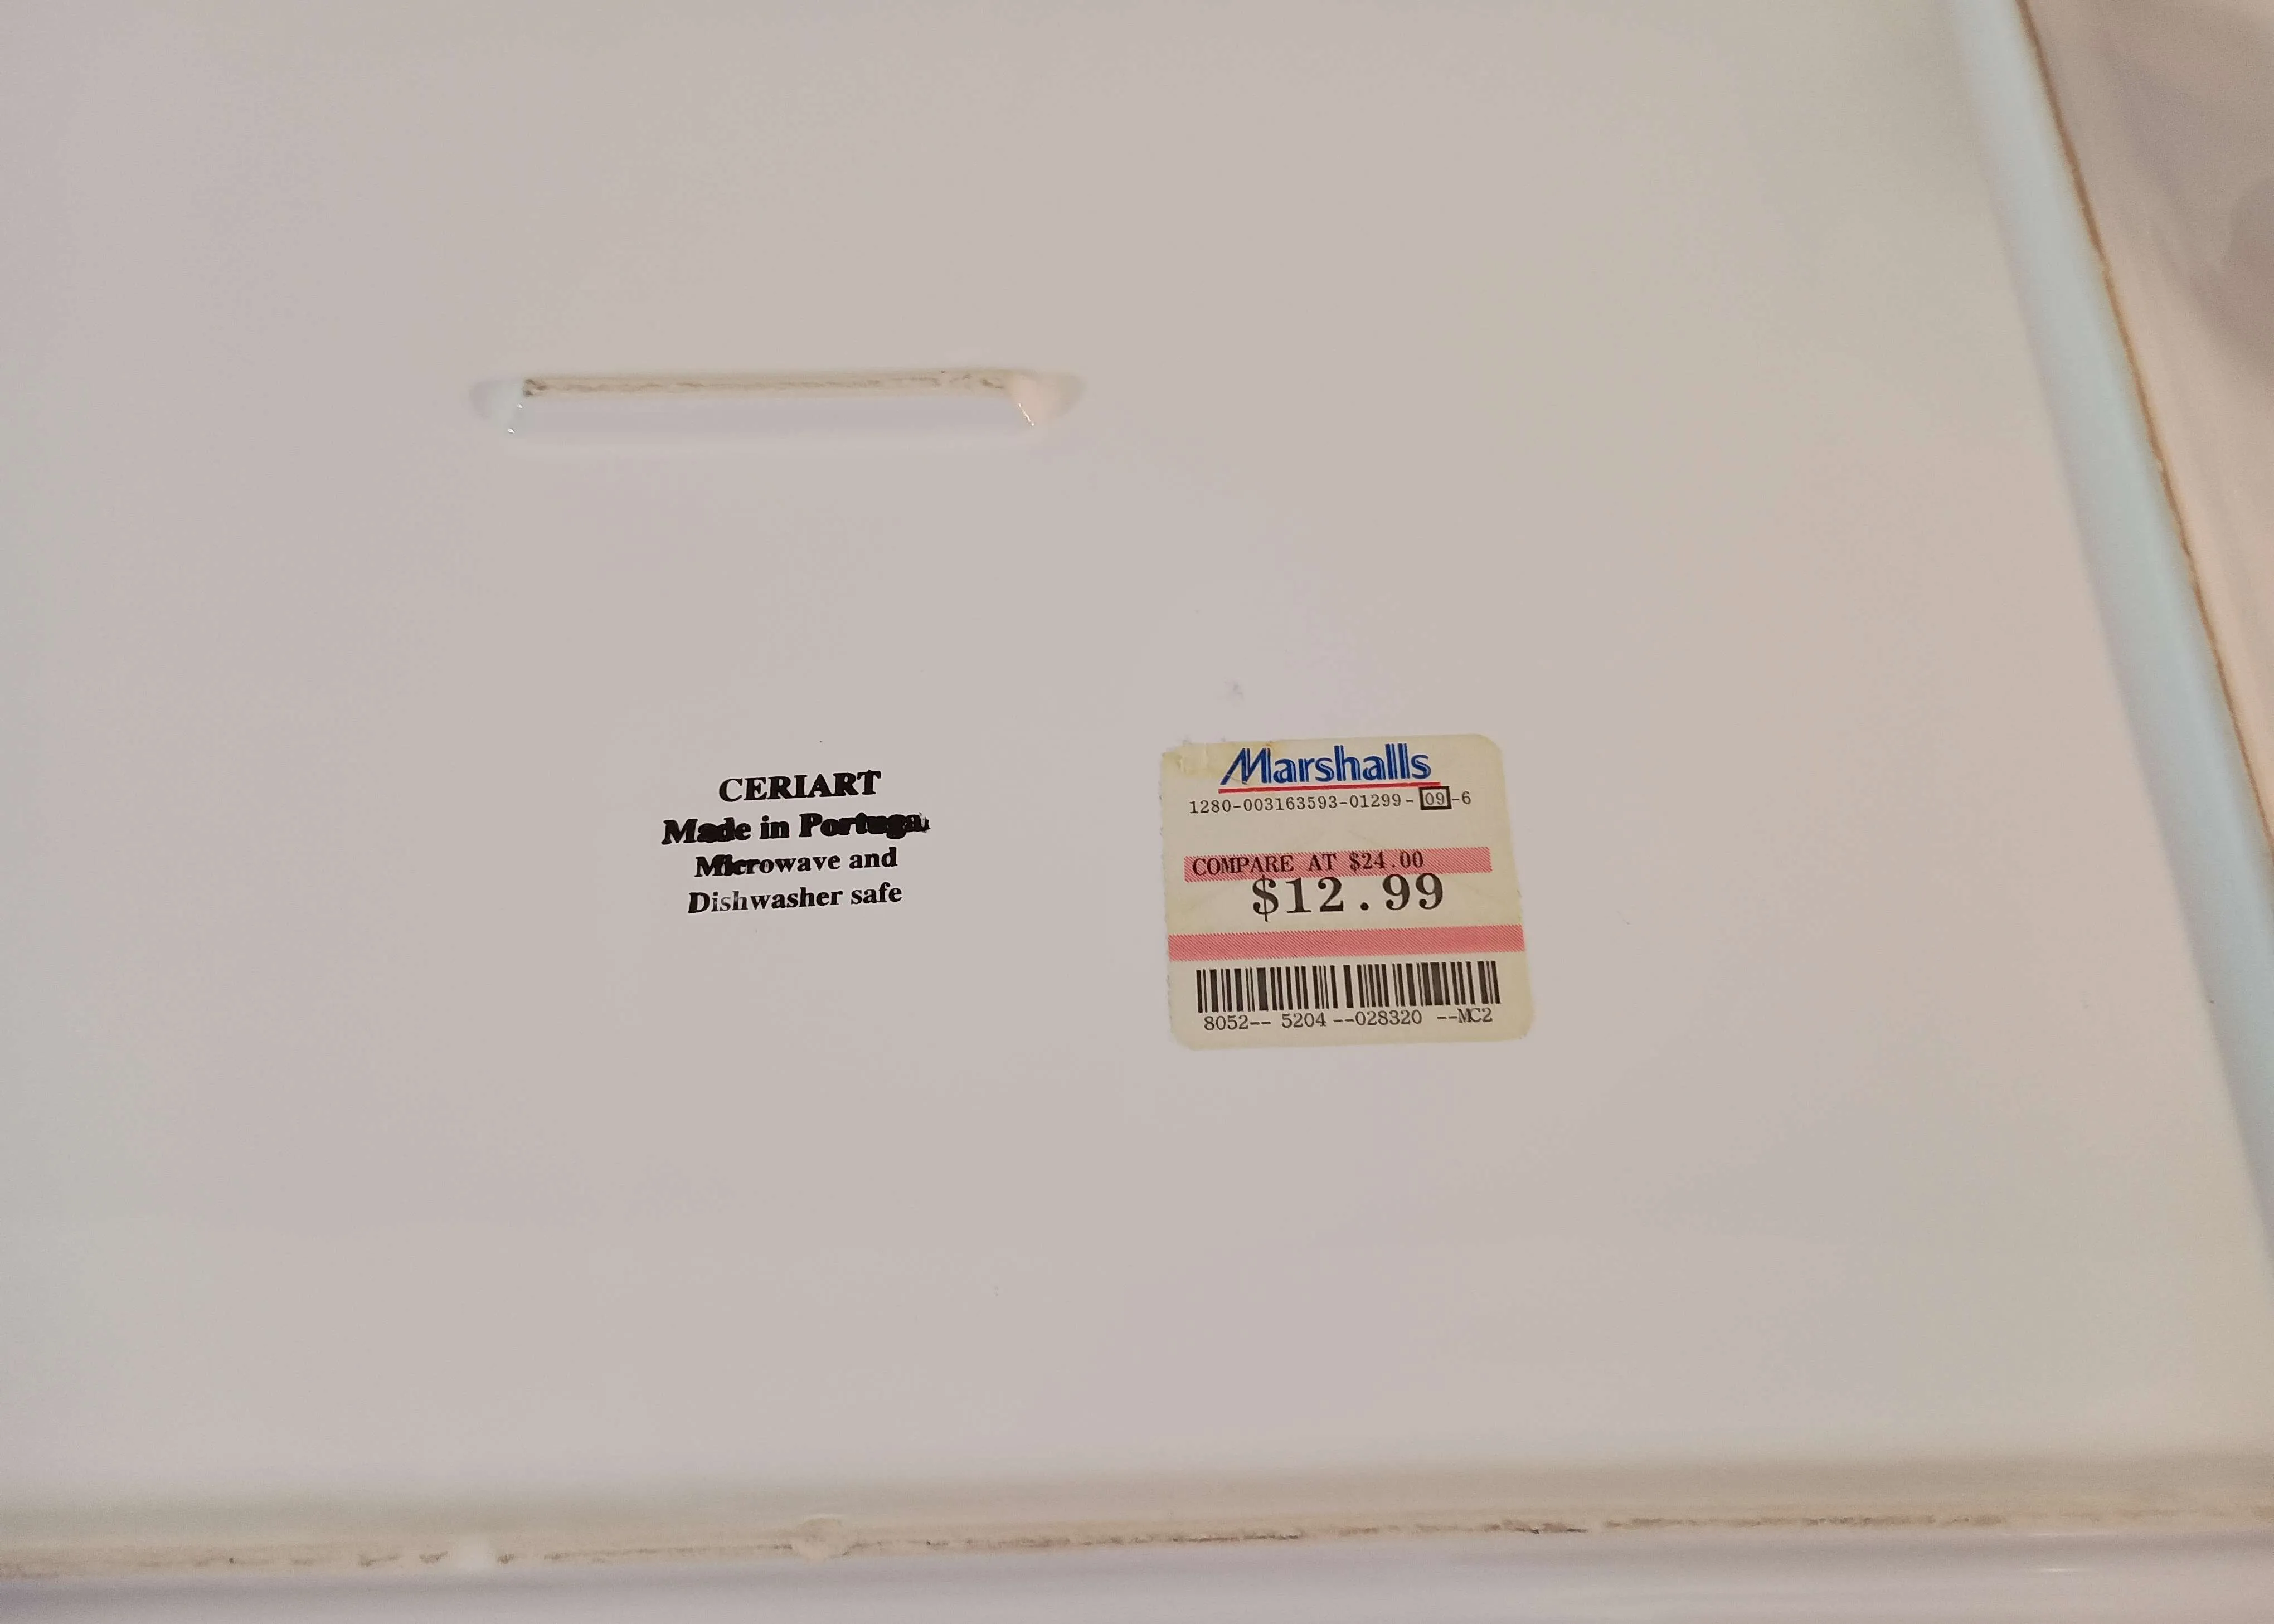 CERIART
Made in Portugal
Microwave and
Dishwasher safe
Marshalls
1280-003163593-01299-09-6
COMPARE AT $24.00
$12.99
8052-- 5204 --028320 --MC2